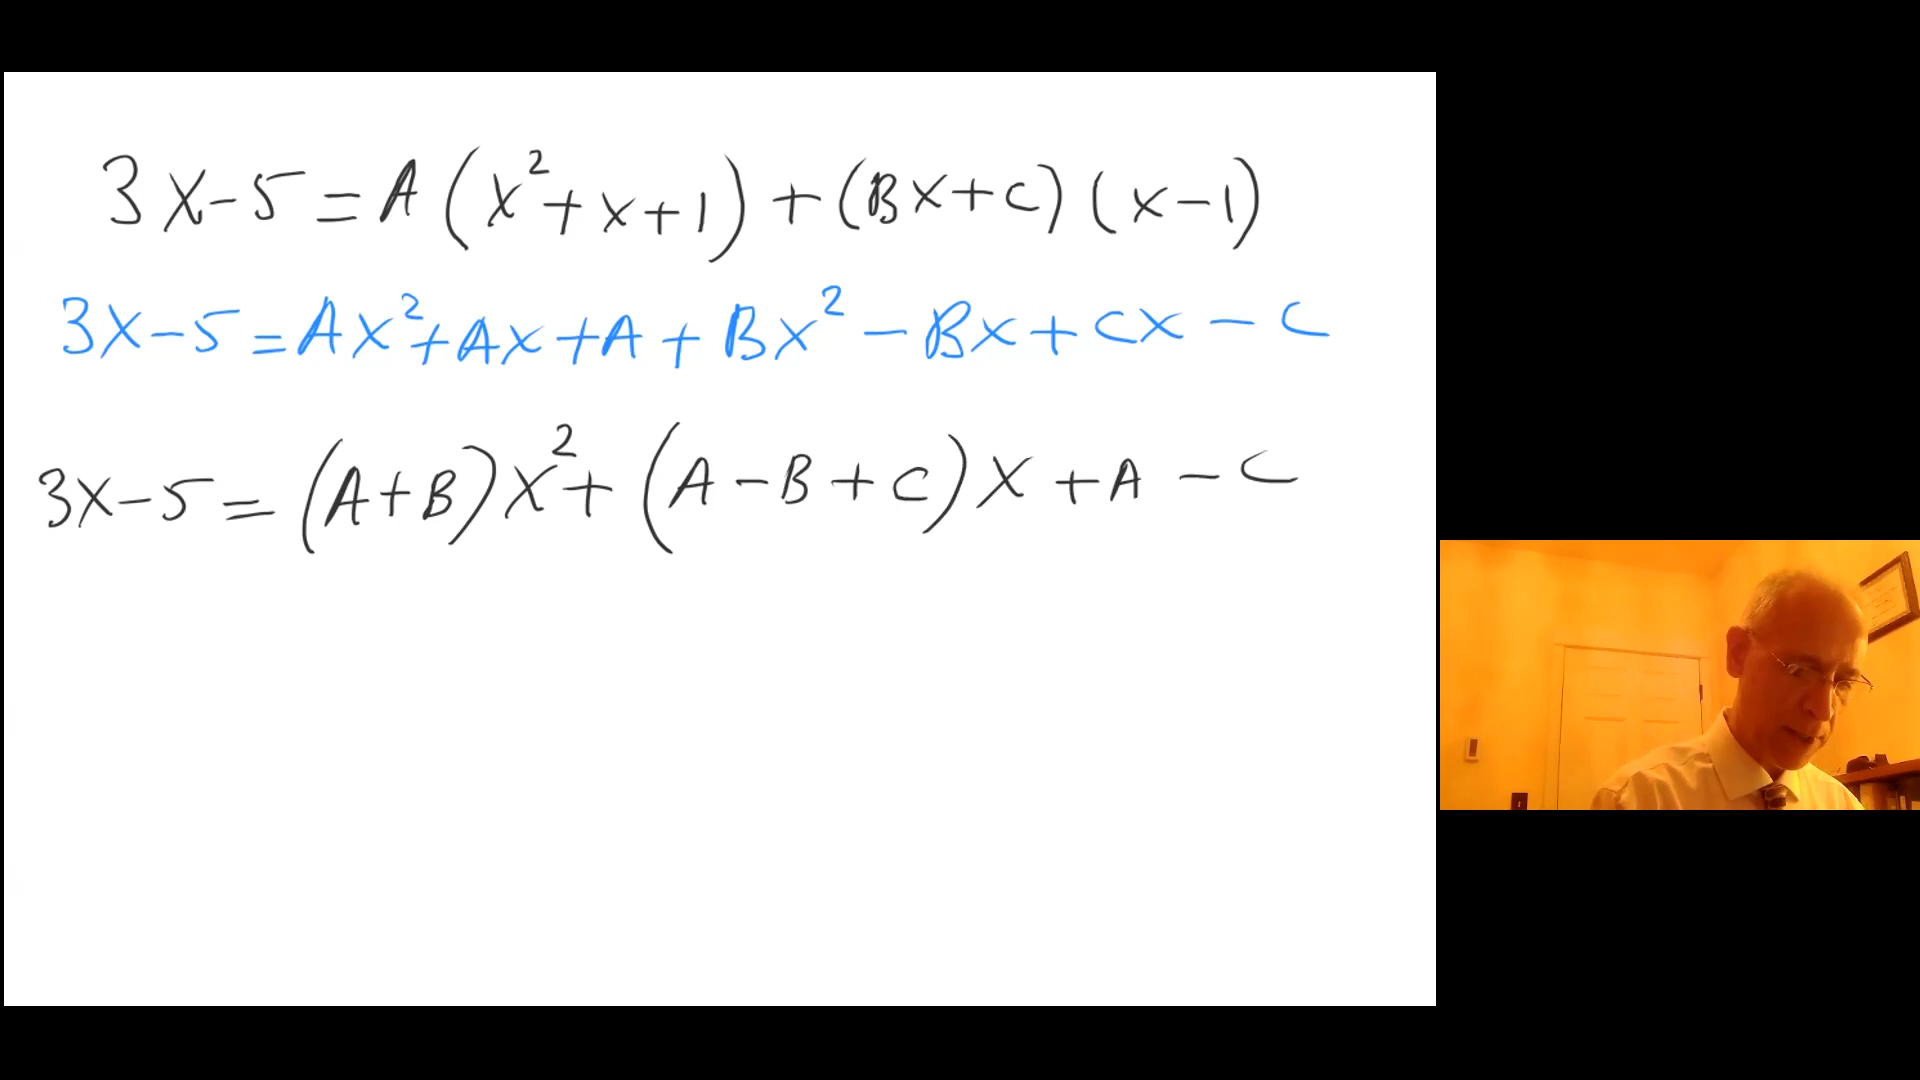 3x-5=A(x²+x+1)+(Bx+C)(x-1)
3x-5=Ax²+Ax+A+Bx²-Bx+Cx-C
3x-5=(A+B)x²+(A-B+C)x+A-C